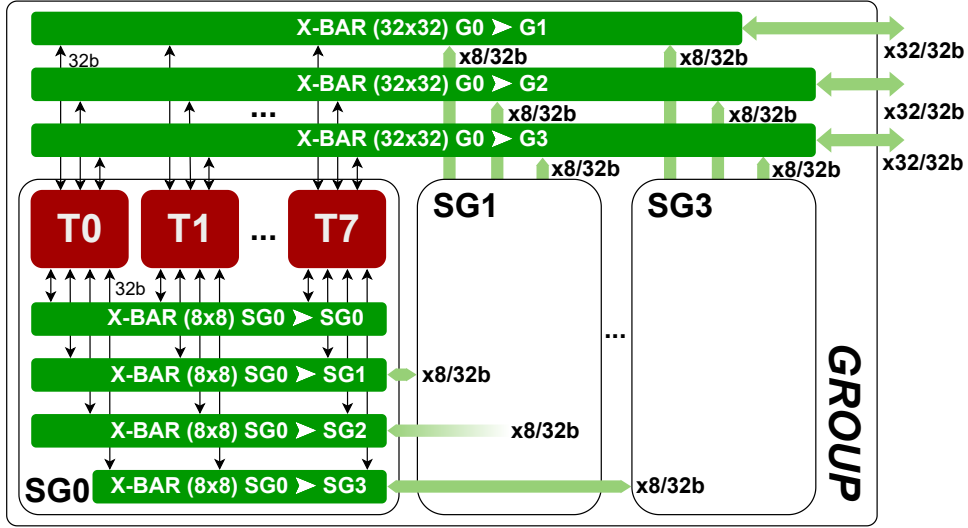 X-BAR (32x32) G0 ➤ G1
x32/32b
32b
x8/32b
x8/32b
X-BAR (32x32) G0 ➤ G2
x32/32b
...
x8/32b
x8/32b
X-BAR (32x32) G0 ➤ G3
x32/32b
x8/32b
x8/32b
T0
T1
...
T7
SG1
SG3
32b
X-BAR (8x8) SG0 ➤ SG0
X-BAR (8x8) SG0 ➤ SG1
x8/32b
X-BAR (8x8) SG0 ➤ SG2
x8/32b
SG0
X-BAR (8x8) SG0 ➤ SG3
x8/32b
...
GROUP